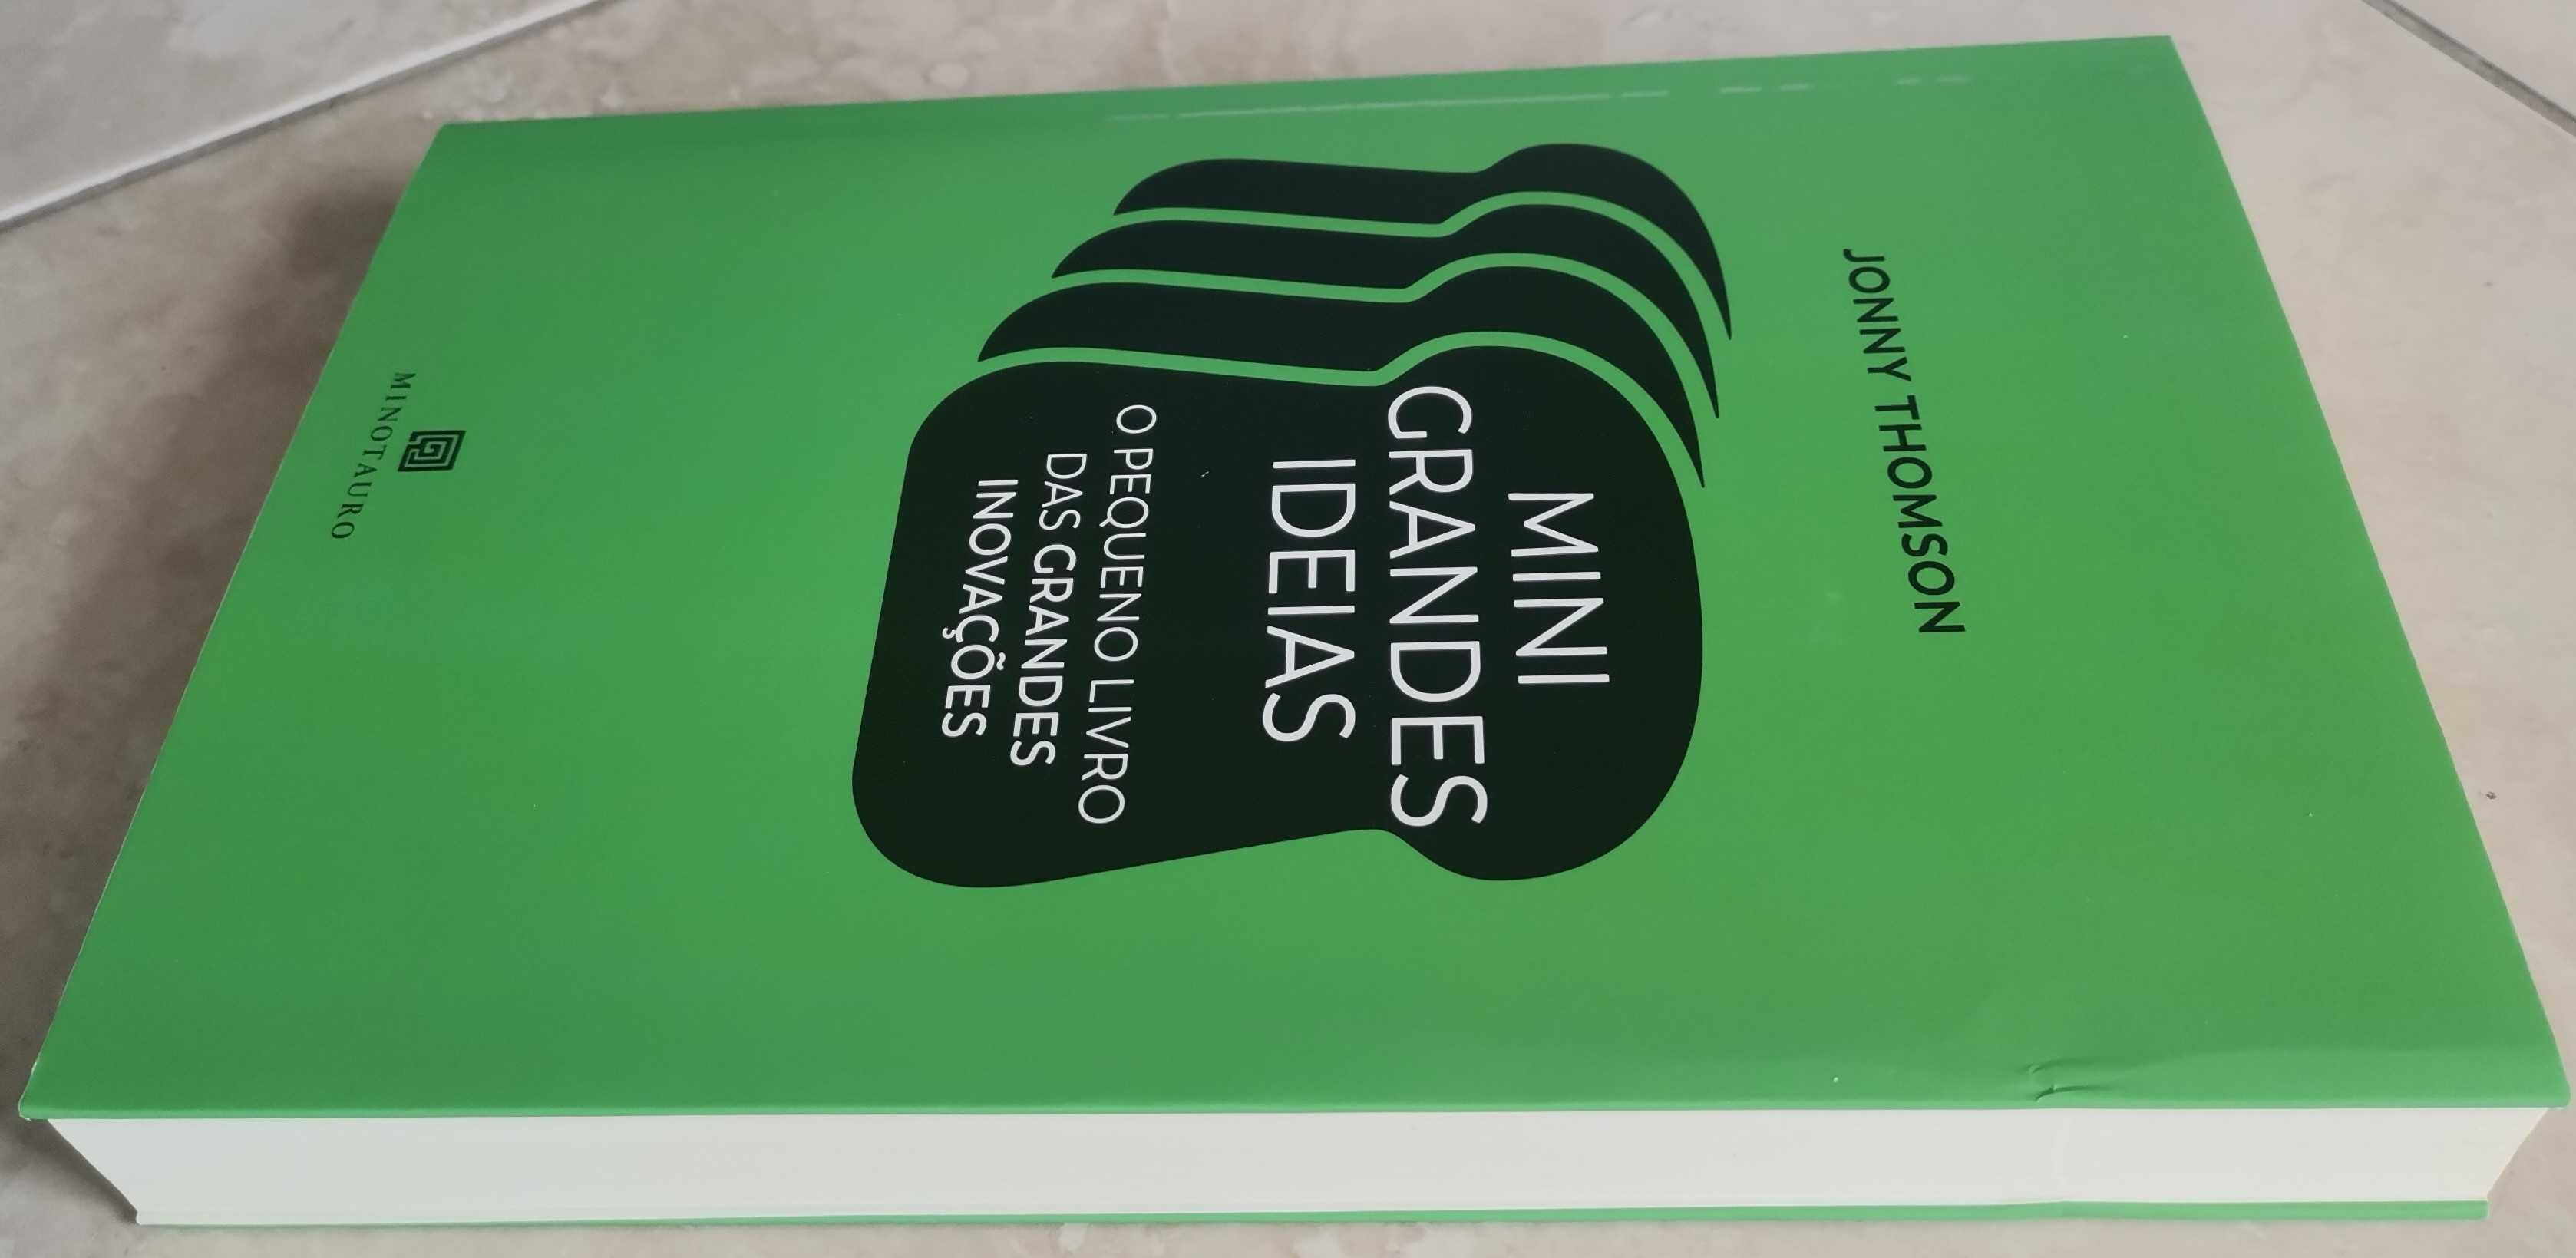 JONNY THOMSON
MINI
GRANDES
IDEIAS
O PEQUENO LIVRO
DAS GRANDES
INOVAÇÕES
MINOTAURO